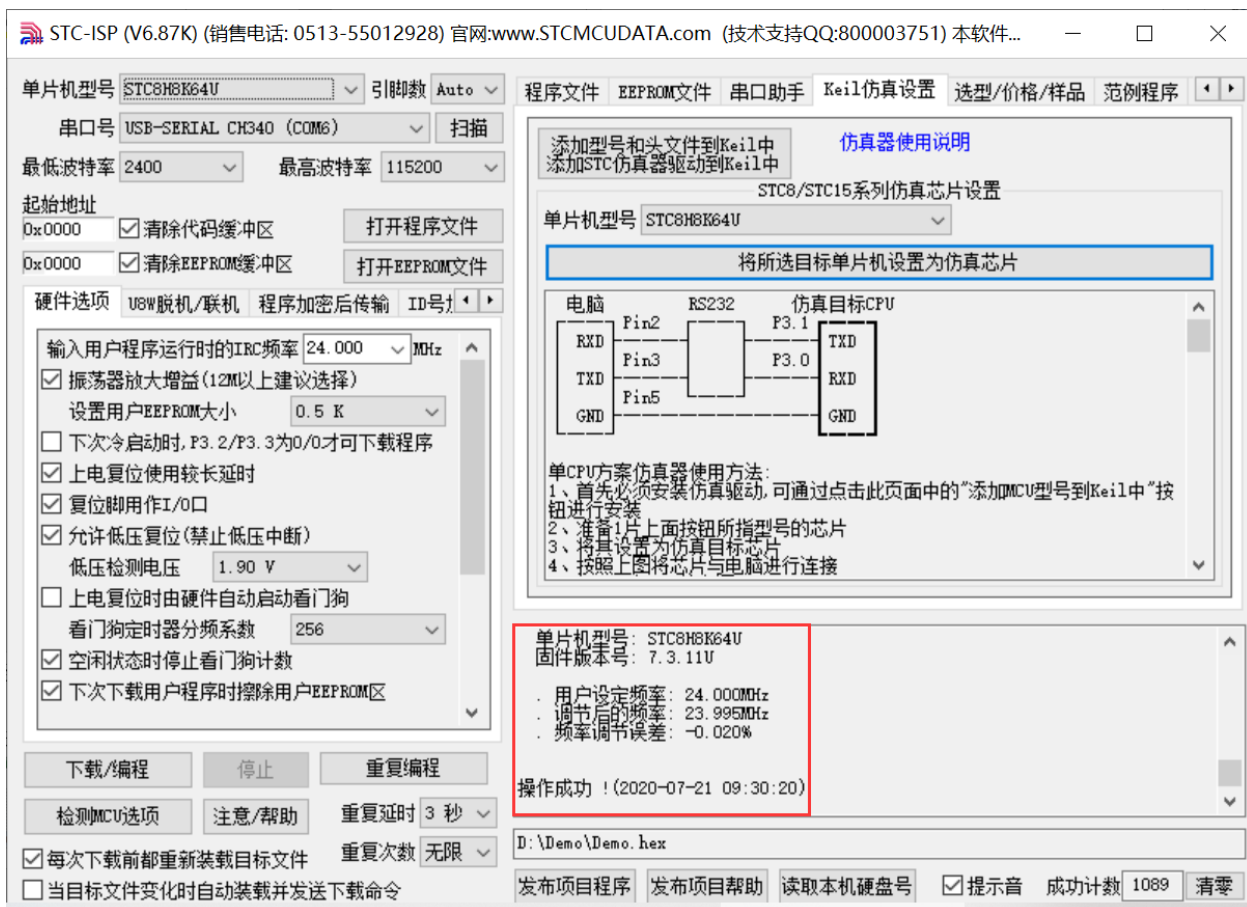 STC-ISP (V6.87K) (销售电话: 0513-55012928) 官网:www.STCMCUDATA.com (技术支持QQ:800003751) 本软件...
单片机型号 STC8H8K64U 引脚数 Auto
串口号 USB-SERIAL CH340 (COM6) 扫描
最低波特率 2400 最高波特率 115200
起始地址
0x0000 清除代码缓冲区 打开程序文件
0x0000 清除EEPROM缓冲区 打开EEPROM文件
硬件选项 U8W脱机/联机 程序加密后传输 ID号
输入用户程序运行时的IRC频率 24.000 MHz
振荡器放大增益(12M以上建议选择)
设置用户EEPROM大小 0.5 K
下次冷启动时,P3.2/P3.3为0/0才可下载程序
上电复位使用较长延时
复位脚用作I/O口
允许低压复位(禁止低压中断)
低压检测电压 1.90 V
上电复位时由硬件自动启动看门狗
看门狗定时器分频系数 256
空闲状态时停止看门狗计数
下次下载用户程序时擦除用户EEPROM区
下载/编程 停止 重复编程
检测MCU选项 注意/帮助 重复延时 3 秒
每次下载前都重新装载目标文件 重复次数 无限
当目标文件变化时自动装载并发送下载命令
程序文件 EEPROM文件 串口助手 Keil仿真设置 选型/价格/样品 范例程序
添加型号和头文件到Keil中
添加STC仿真器驱动到Keil中
仿真器使用说明
STC8/STC15系列仿真芯片设置
单片机型号 STC8H8K64U
将所选目标单片机设置为仿真芯片
电脑 RS232 仿真目标CPU
Pin2 P3.1
RXD TXD
Pin3 P3.0
TXD RXD
Pin5
GND GND
单CPU方案仿真器使用方法:
1、首先必须安装仿真驱动,可通过点击此页面中的"添加MCU型号到Keil中"按
钮进行安装
2、准备1片上面按钮所指型号的芯片
3、将其设置为仿真目标芯片
4、按照上图将芯片与电脑进行连接
单片机型号: STC8H8K64U
固件版本号: 7.3.11U
. 用户设定频率: 24.000MHz
. 调节后的频率: 23.995MHz
. 频率调节误差: -0.020%
操作成功 !(2020-07-21 09:30:20)
D:\Demo\Demo.hex
发布项目程序 发布项目帮助 读取本机硬盘号 提示音 成功计数 1089 清零